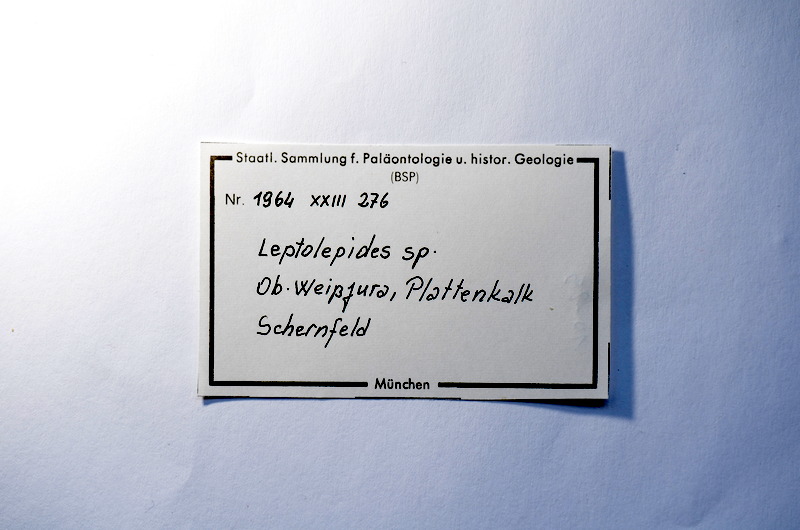 Staatl. Sammlung f. Paläontologie u. histor. Geologie
(BSP)
Nr. 1964 XXIII 276
Leptolepides sp.
Ob. Weißjura, Plattenkalk
Schernfeld
München